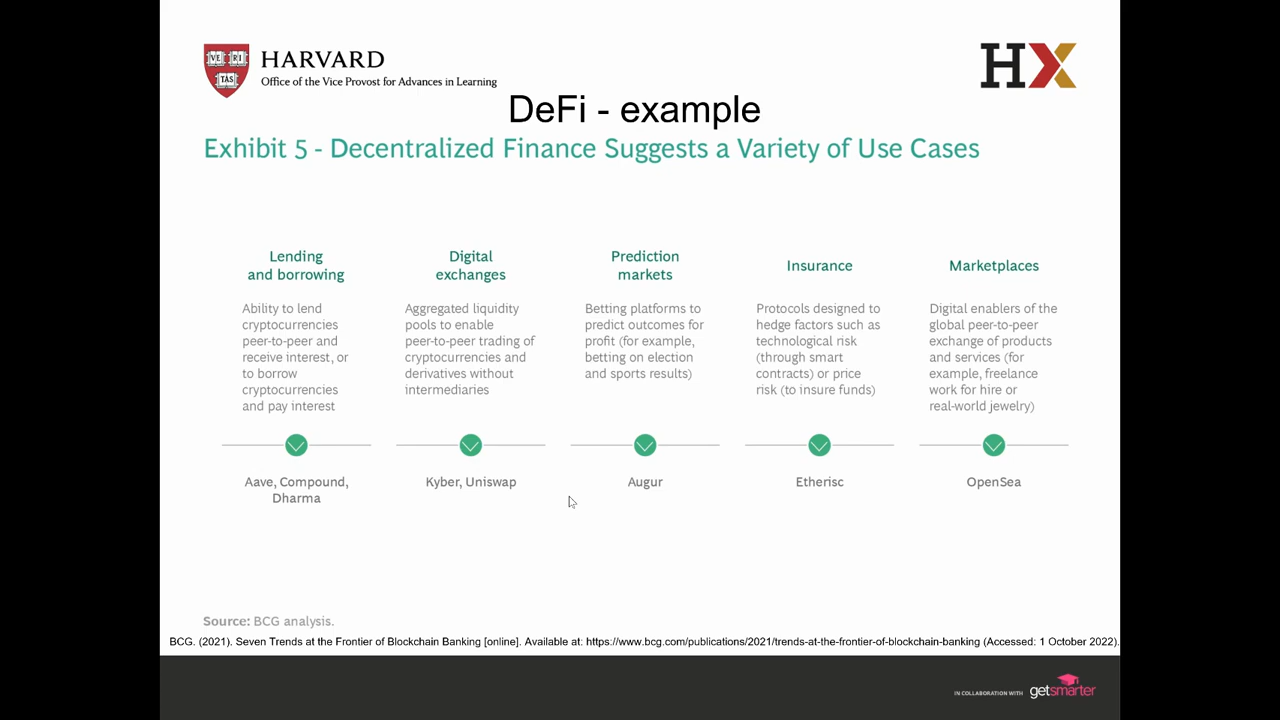 VE RI
TAS
HARVARD
Office of the Vice Provost for Advances in Learning
HX
DeFi - example
Exhibit 5 - Decentralized Finance Suggests a Variety of Use Cases
Lending
and borrowing
Ability to lend
cryptocurrencies
peer-to-peer and
receive interest, or
to borrow
cryptocurrencies
and pay interest
Aave, Compound,
Dharma
Digital
exchanges
Aggregated liquidity
pools to enable
peer-to-peer trading of
cryptocurrencies and
derivatives without
intermediaries
Kyber, Uniswap
Prediction
markets
Betting platforms to
predict outcomes for
profit (for example,
betting on election
and sports results)
Augur
Insurance
Protocols designed to
hedge factors such as
technological risk
(through smart
contracts) or price
risk (to insure funds)
Etherisc
Marketplaces
Digital enablers of the
global peer-to-peer
exchange of products
and services (for
example, freelance
work for hire or
real-world jewelry)
OpenSea
Source: BCG analysis.
BCG. (2021). Seven Trends at the Frontier of Blockchain Banking [online]. Available at: https://www.bcg.com/publications/2021/trends-at-the-frontier-of-blockchain-banking (Accessed: 1 October 2022).
IN COLLABORATION WITH getsmarter